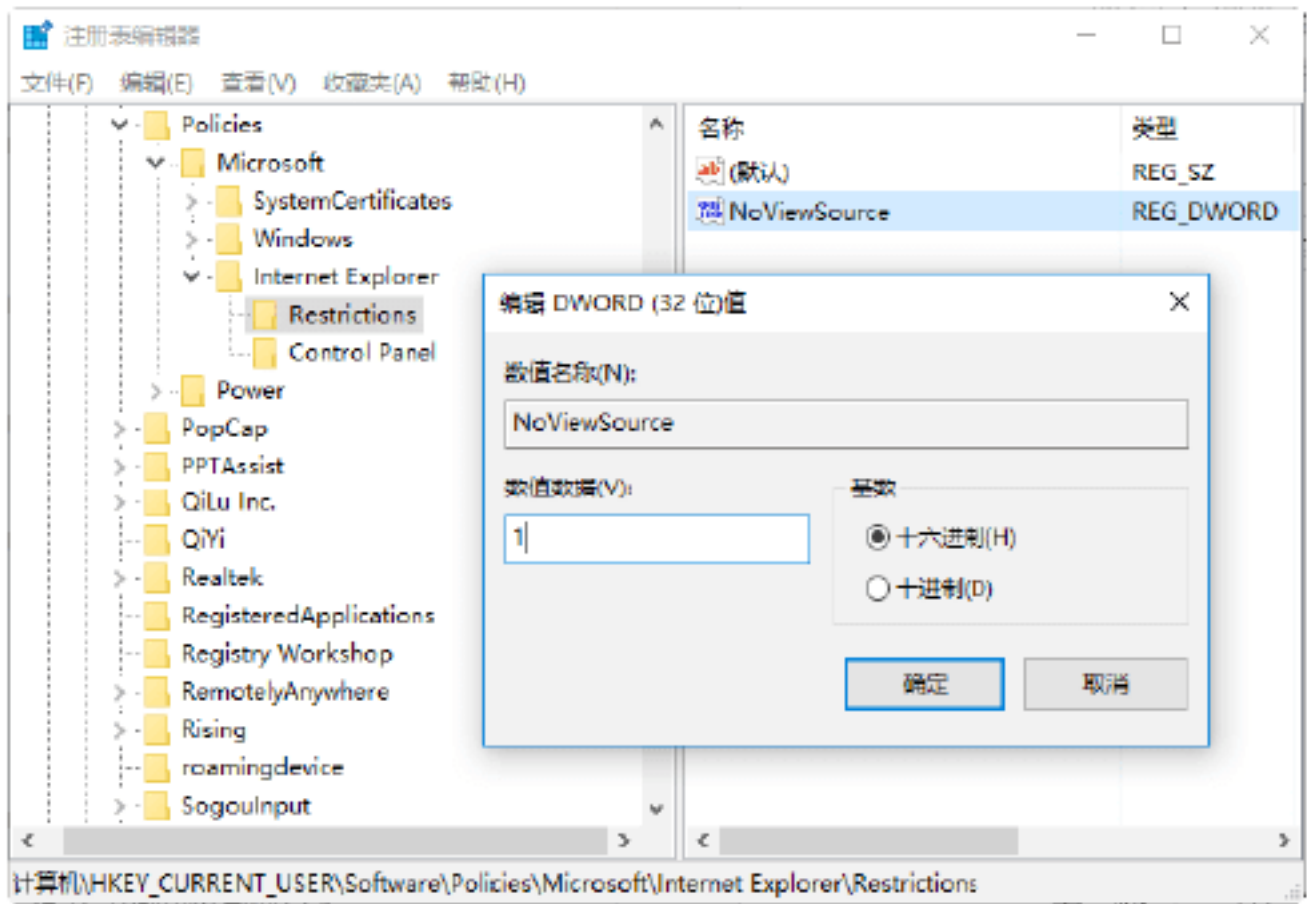 注册表编辑器
文件(F) 编辑(E) 查看(V) 收藏夹(A) 帮助(H)
Policies
Microsoft
SystemCertificates
Windows
Internet Explorer
Restrictions
Control Panel
Power
PopCap
PPTAssist
QiLu Inc.
QiYi
Realtek
RegisteredApplications
Registry Workshop
RemotelyAnywhere
Rising
roamingdevice
SogouInput
名称 类型
ab (默认) REG_SZ
NoViewSource REG_DWORD
编辑 DWORD (32 位)值
数值名称(N):
NoViewSource
数值数据(V): 基数
1
十六进制(H)
十进制(D)
确定 取消
计算机\HKEY_CURRENT_USER\Software\Policies\Microsoft\Internet Explorer\Restrictions